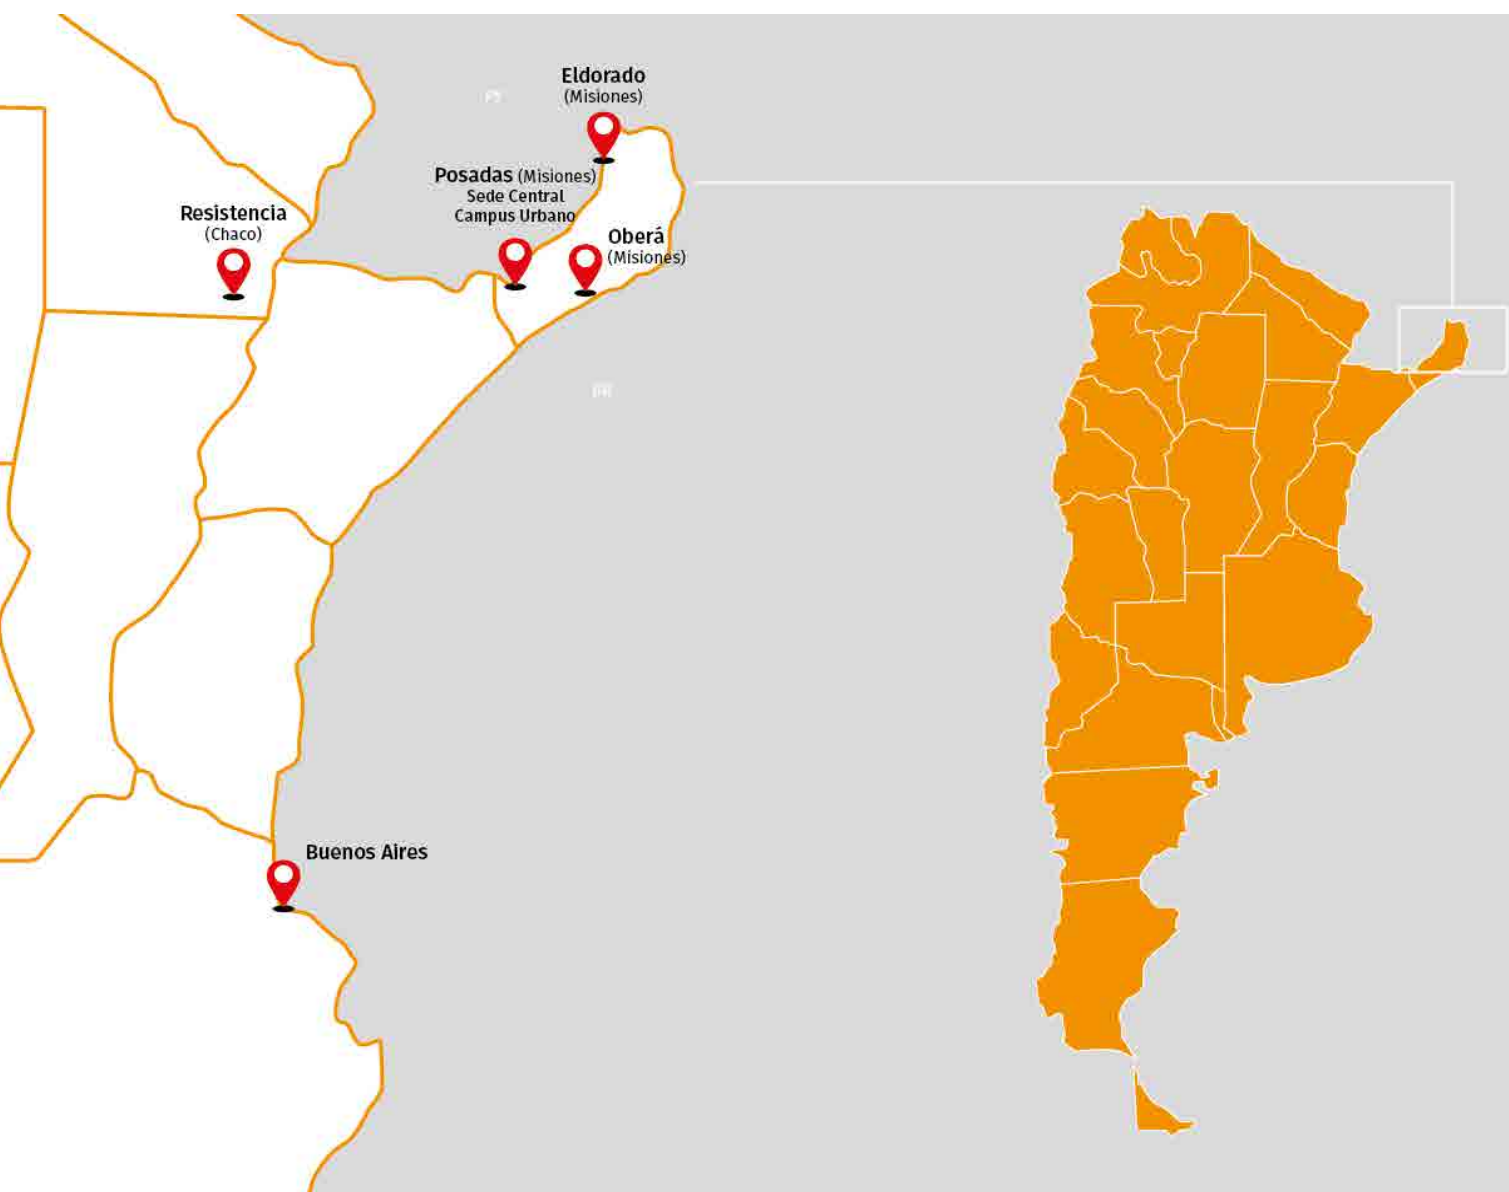 Eldorado
(Misiones)
Posadas (Misiones)
Sede Central
Campus Urbano
Resistencia
(Chaco)
Oberá
(Misiones)
Buenos Aires